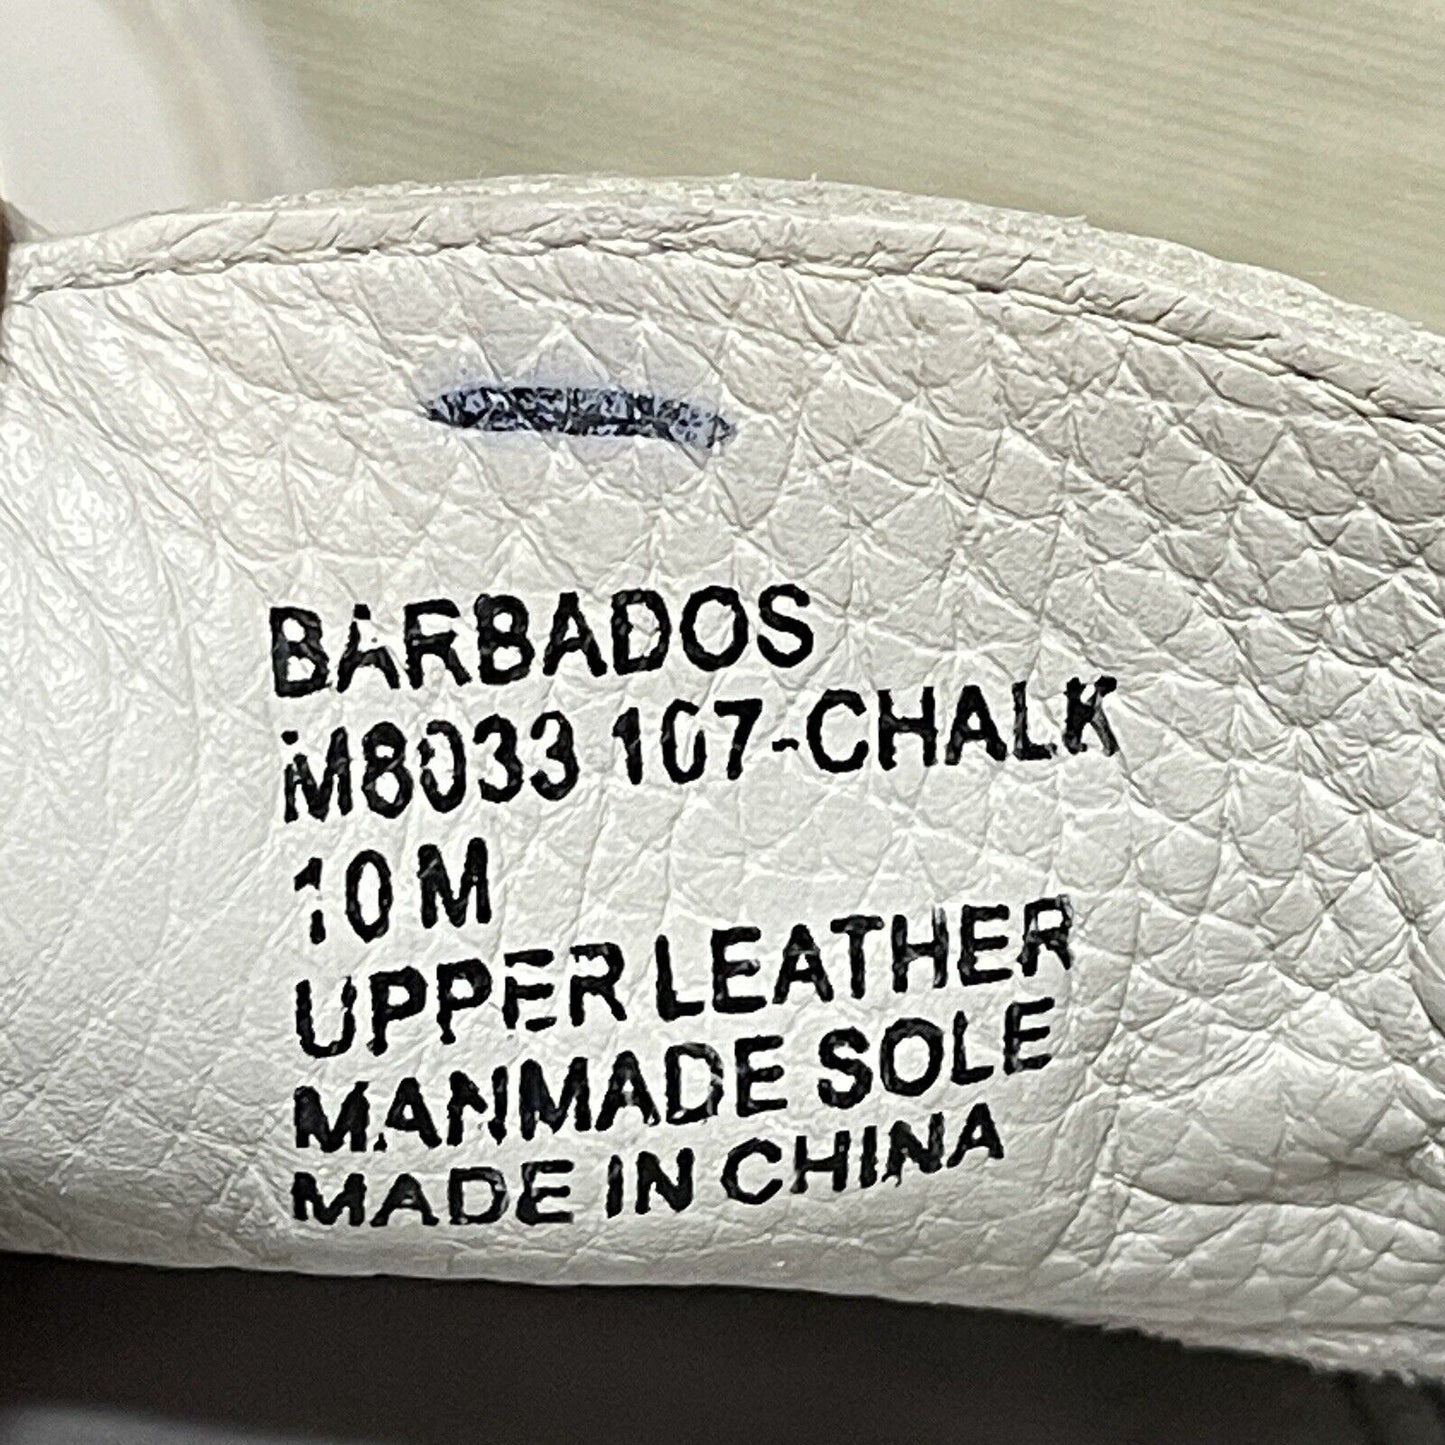 BARBADOS
M8033 107-CHALK
10 M
UPPER LEATHER
MANMADE SOLE
MADE IN CHINA